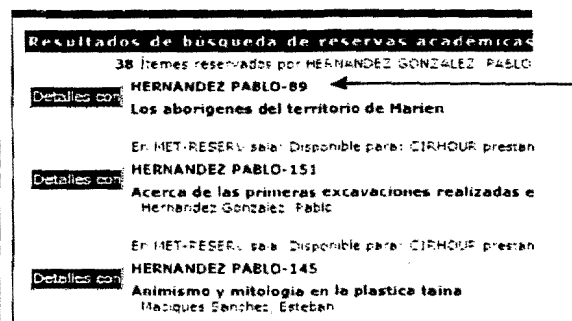 Resultados de búsqueda de reservas académicas
38 Ítemes reservados por HERNANDEZ GONZALEZ, PABLO
Detalles con
HERNANDEZ PABLO-89
Los aborigenes del territorio de Marien
En MET-RESERV sala: Disponible para: CIRHOUR prestan
Detalles con
HERNANDEZ PABLO-151
Acerca de las primeras excavaciones realizadas e
Hernandez Gonzalez, Pablo
En MET-RESERV sala: Disponible para: CIRHOUR prestan
Detalles con
HERNANDEZ PABLO-145
Animismo y mitologia en la plastica taina
Maciques Sanchez, Esteban